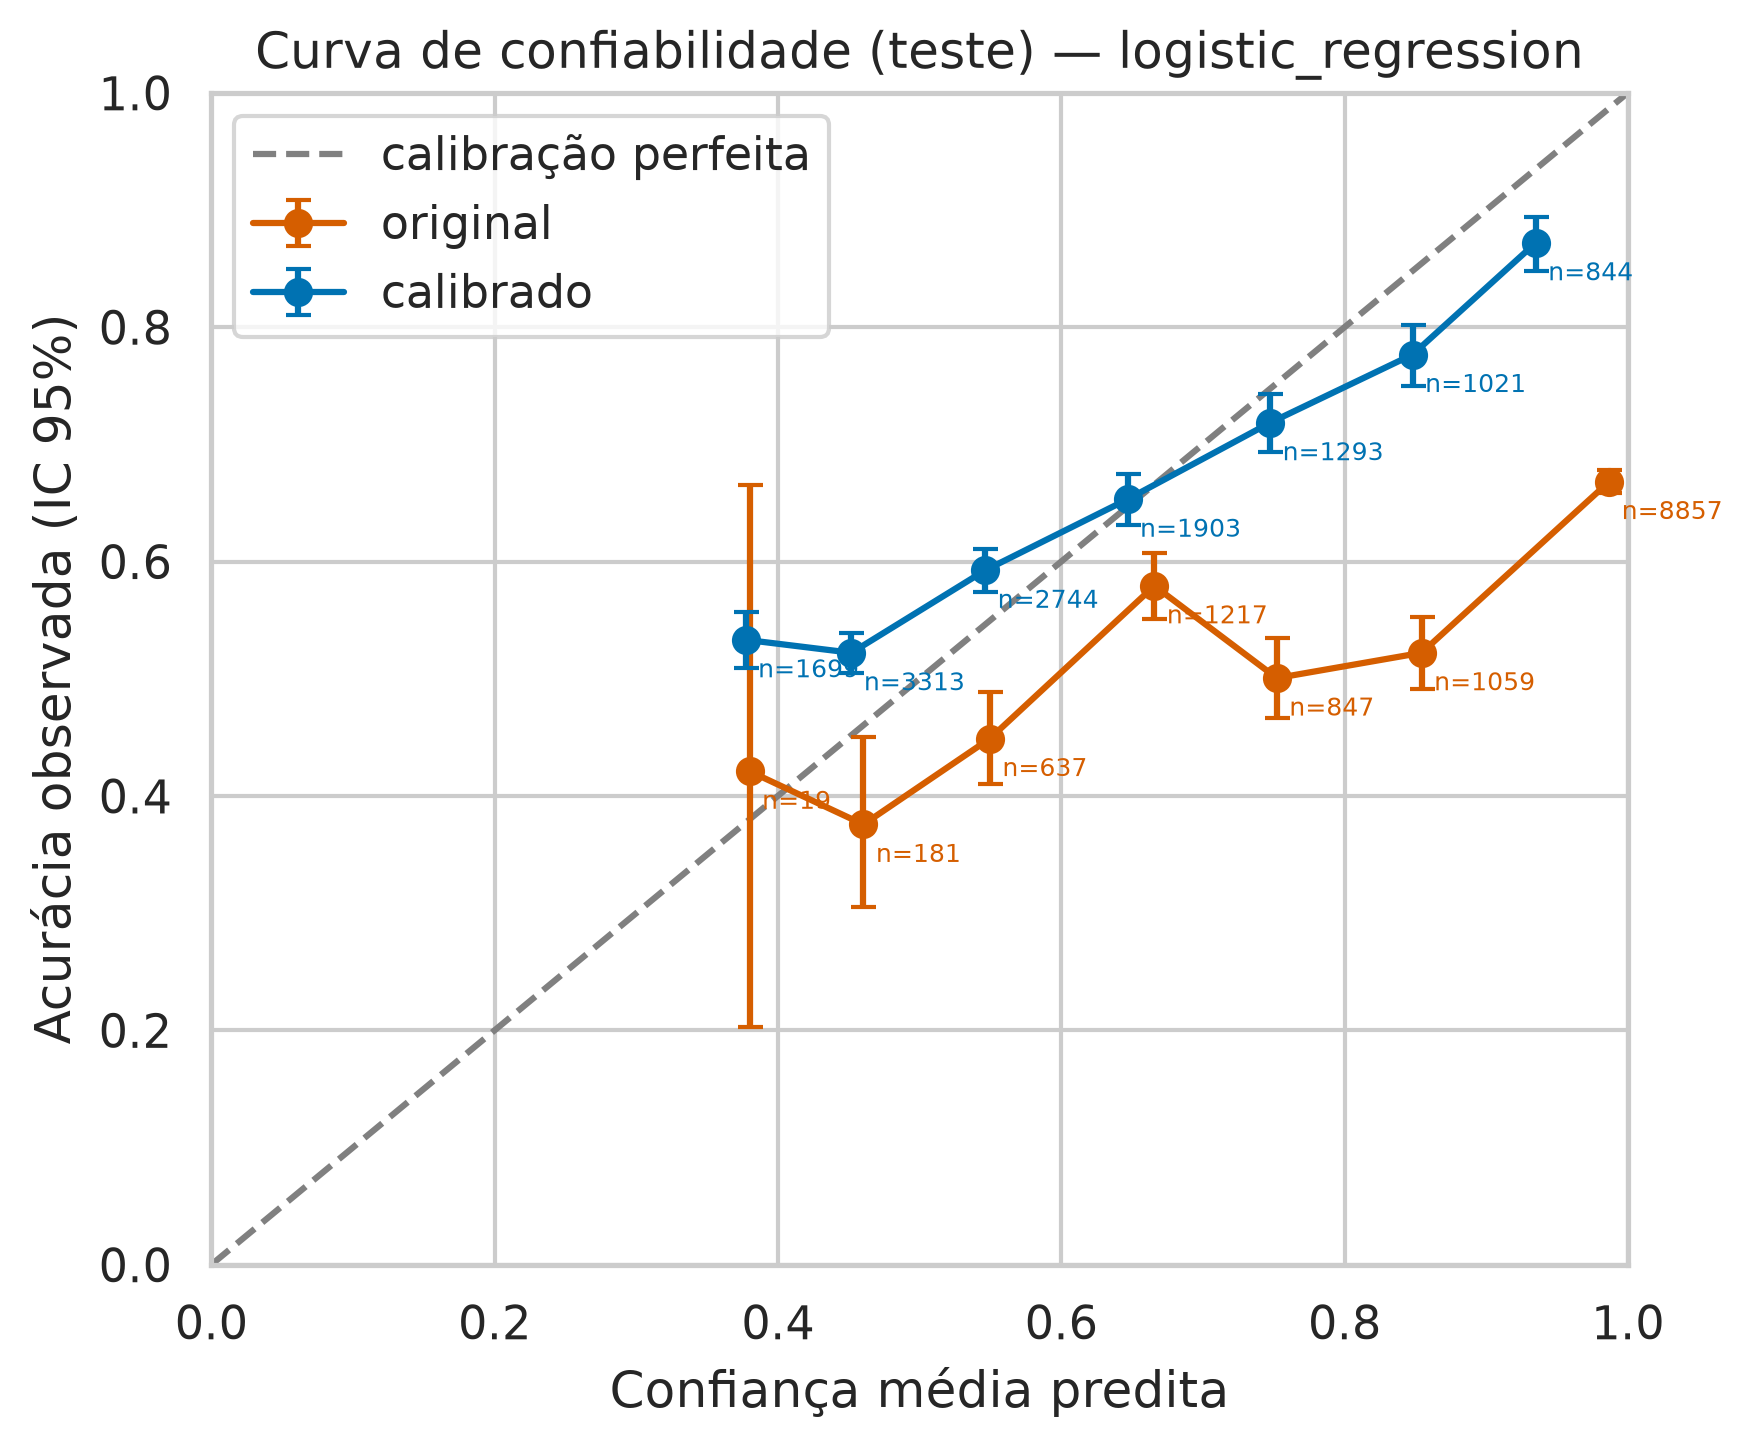 Curva de confiabilidade (teste) — logistic_regression
calibração perfeita
original
calibrado
Acurácia observada (IC 95%)
1.0
0.8
0.6
0.4
0.2
0.0
n=844
n=1021
n=1293
n=8857
n=1903
n=2744
n=1217
n=3313
n=1059
n=847
n=637
n=19
n=181
0.0 0.2 0.4 0.6 0.8 1.0
Confiança média predita